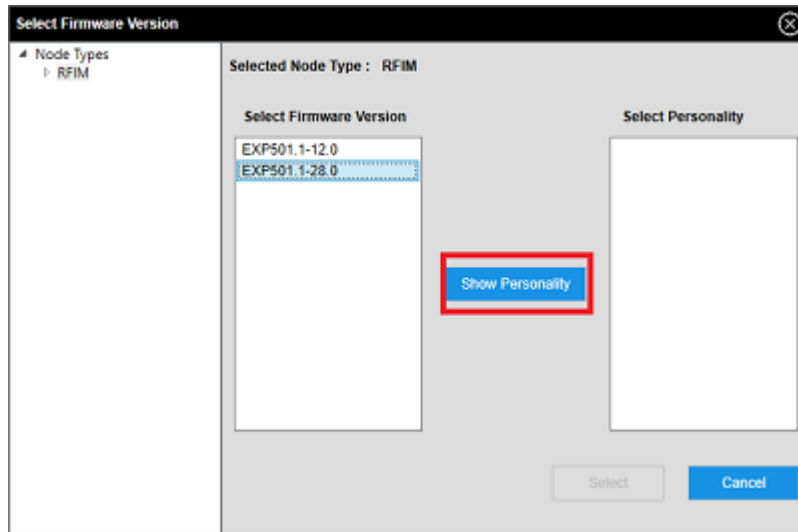 Select Firmware Version
Node Types
RFIM
Selected Node Type : RFIM
Select Firmware Version
Select Personality
EXP501.1-12.0
EXP501.1-28.0
Show Personality
Select
Cancel